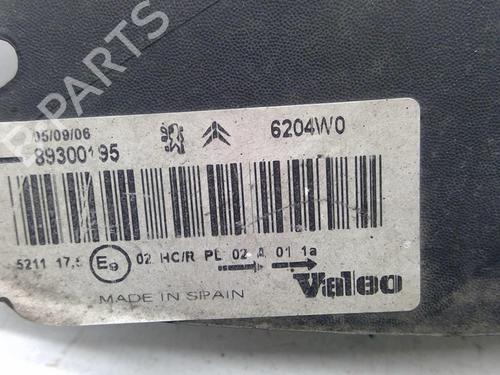 B-PARTS
05/09/06 6204W0
89300195
5211 17,5 E9 02 HC/R PL 02 A 01 1a
MADE IN SPAIN
Valeo